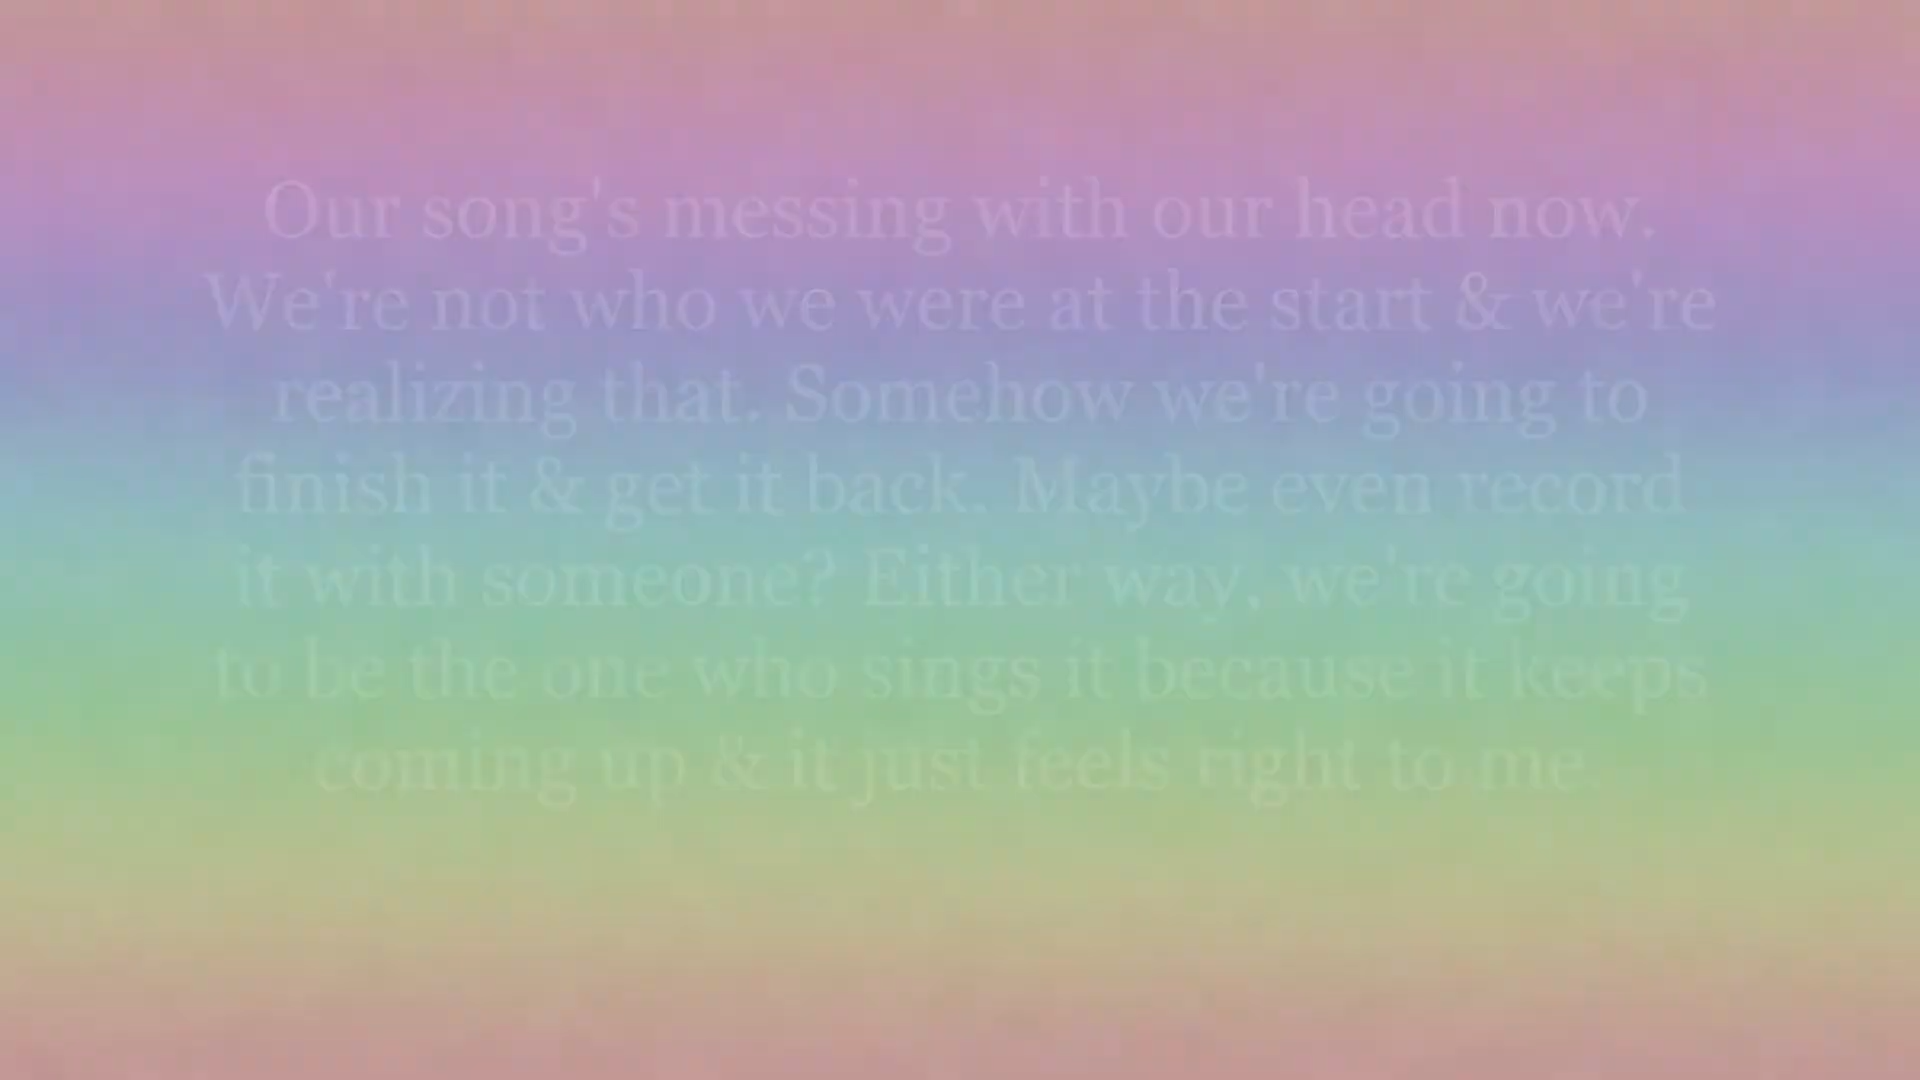 Our song's messing with our head now.
We're not who we were at the start & we're
realizing that. Somehow we're going to
finish it & get it back. Maybe even record
it with someone? Either way, we're going
to be the one who sings it because it keeps
coming up & it just feels right to me.